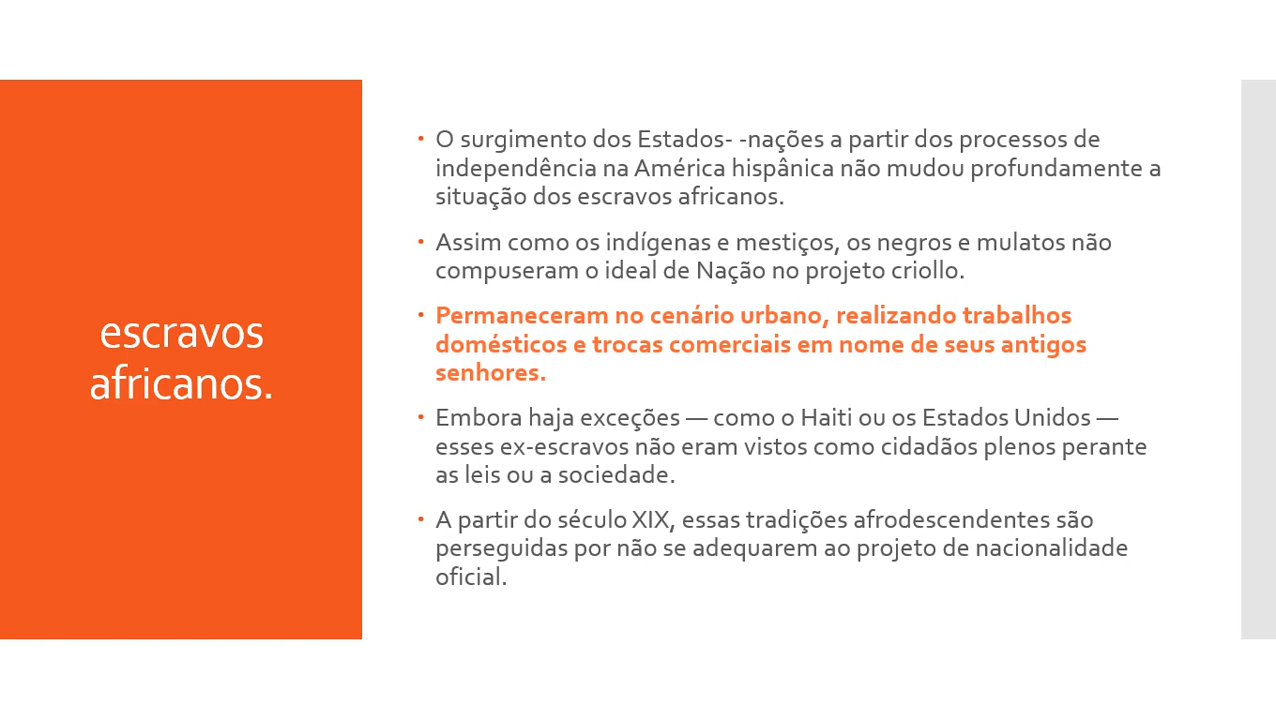 escravos
africanos.
• O surgimento dos Estados- -nações a partir dos processos de
independência na América hispânica não mudou profundamente a
situação dos escravos africanos.
• Assim como os indígenas e mestiços, os negros e mulatos não
compuseram o ideal de Nação no projeto criollo.
• Permaneceram no cenário urbano, realizando trabalhos
domésticos e trocas comerciais em nome de seus antigos
senhores.
• Embora haja exceções — como o Haiti ou os Estados Unidos —
esses ex-escravos não eram vistos como cidadãos plenos perante
as leis ou a sociedade.
• A partir do século XIX, essas tradições afrodescendentes são
perseguidas por não se adequarem ao projeto de nacionalidade
oficial.